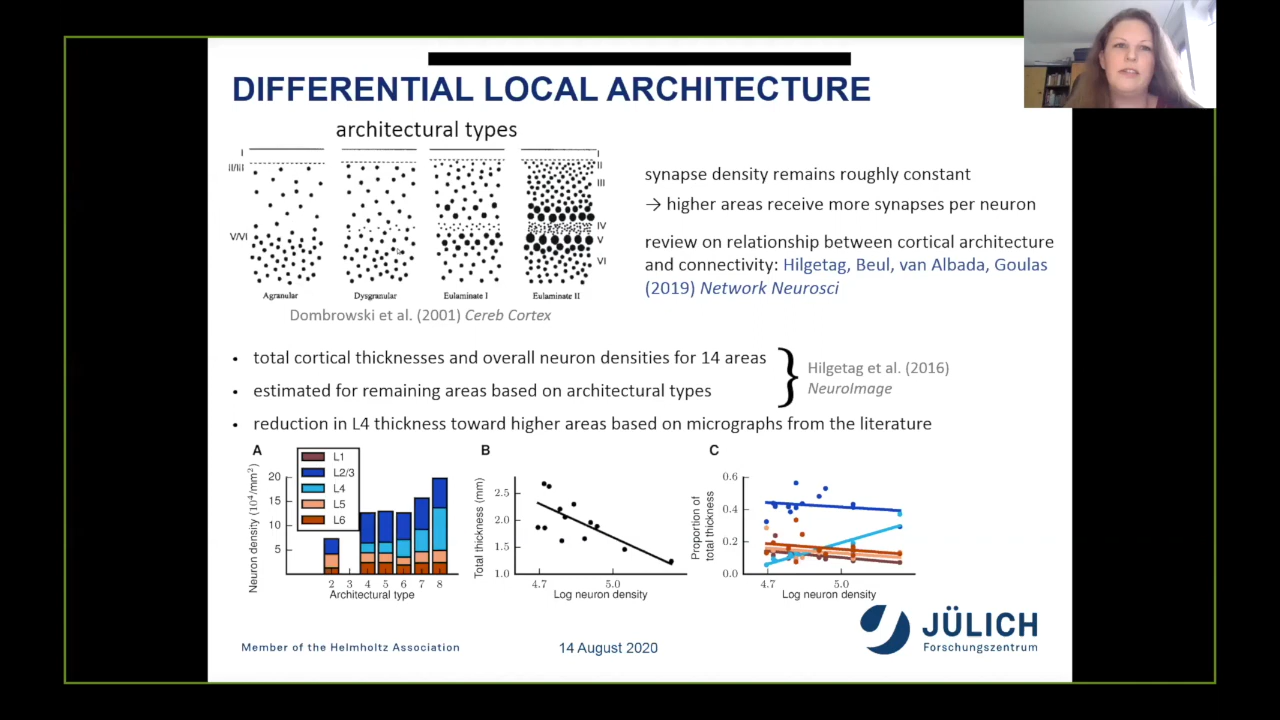 DIFFERENTIAL LOCAL ARCHITECTURE
architectural types
I
II/III
V/VI
I
II
III
IV
V
VI
Agranular
Dysgranular
Eulaminate I
Eulaminate II
Dombrowski et al. (2001) Cereb Cortex
synapse density remains roughly constant
→ higher areas receive more synapses per neuron
review on relationship between cortical architecture
and connectivity: Hilgetag, Beul, van Albada, Goulas
(2019) Network Neurosci
• total cortical thicknesses and overall neuron densities for 14 areas
• estimated for remaining areas based on architectural types
Hilgetag et al. (2016)
NeuroImage
• reduction in L4 thickness toward higher areas based on micrographs from the literature
A
Neuron density (10⁴/mm²)
20
15
10
5
L1
L2/3
L4
L5
L6
2 3 4 5 6 7 8
Architectural type
B
Total thickness (mm)
2.5
2.0
1.5
1.0
4.7 5.0
Log neuron density
C
Proportion of
total thickness
0.6
0.4
0.2
0.0
4.7 5.0
Log neuron density
Member of the Helmholtz Association
14 August 2020
JÜLICH
Forschungszentrum